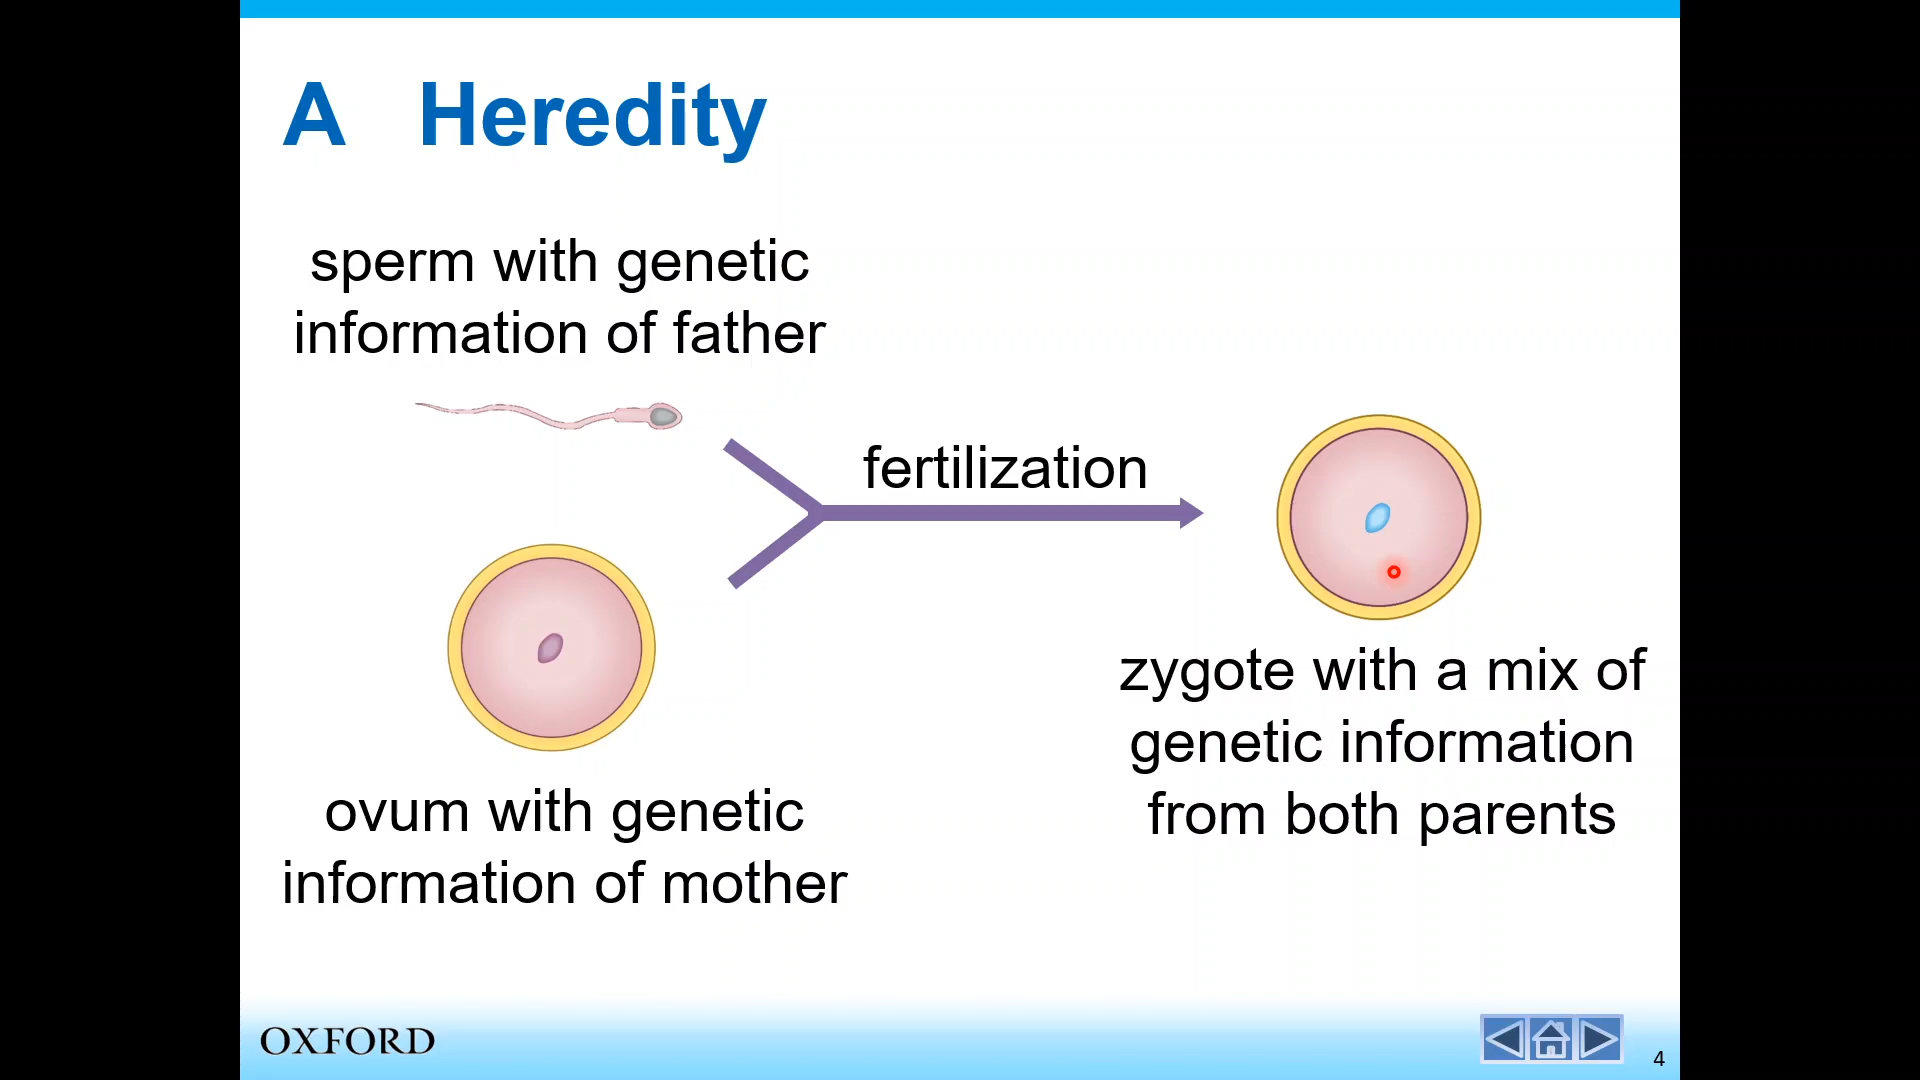 A Heredity
sperm with genetic
information of father
fertilization
zygote with a mix of
genetic information
from both parents
ovum with genetic
information of mother
OXFORD
4